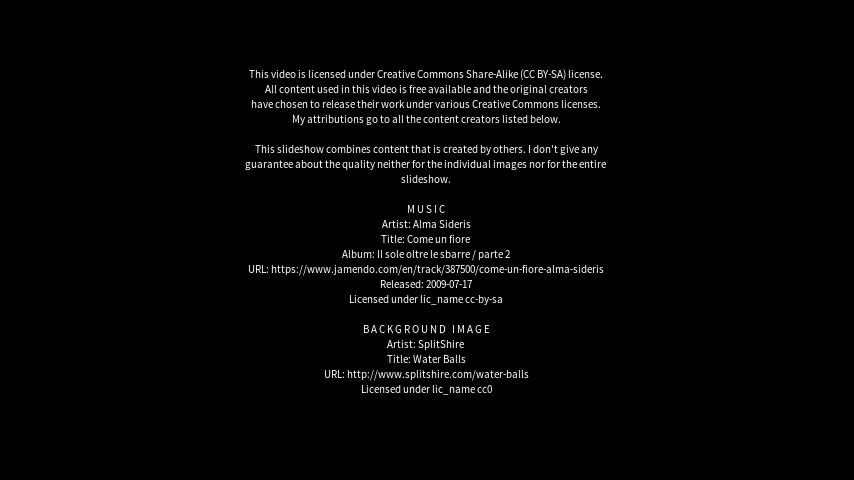 This video is licensed under Creative Commons Share-Alike (CC BY-SA) license.
All content used in this video is free available and the original creators
have chosen to release their work under various Creative Commons licenses.
My attributions go to all the content creators listed below.
This slideshow combines content that is created by others. I don't give any
guarantee about the quality neither for the individual images nor for the entire
slideshow.
MUSIC
Artist: Alma Sideris
Title: Come un fiore
Album: Il sole oltre le sbarre / parte 2
URL: https://www.jamendo.com/en/track/387500/come-un-fiore-alma-sideris
Released: 2009-07-17
Licensed under lic_name cc-by-sa
BACKGROUND IMAGE
Artist: SplitShire
Title: Water Balls
URL: http://www.splitshire.com/water-balls
Licensed under lic_name cc0